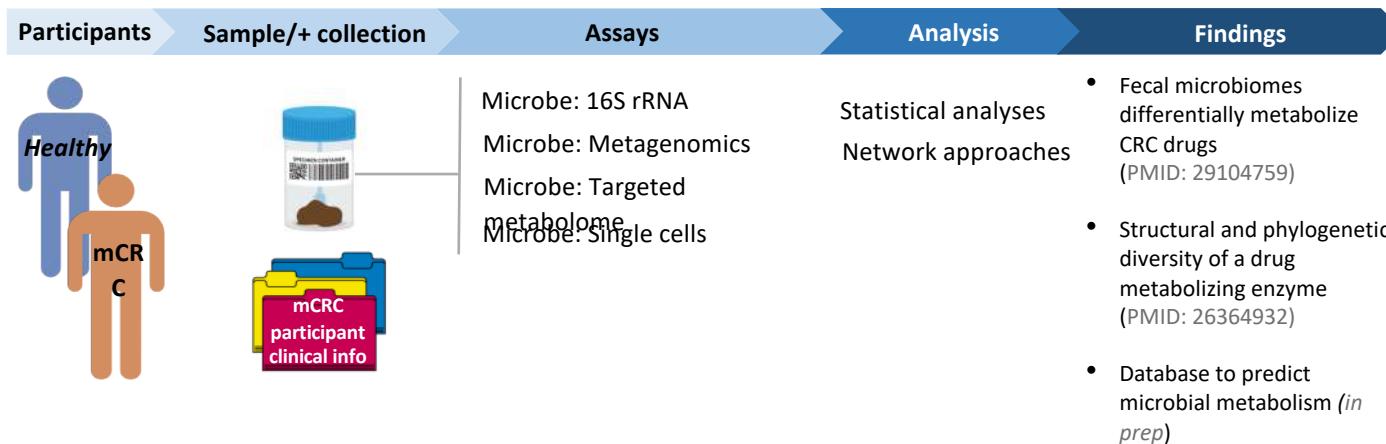 Participants
Sample/+ collection
Assays
Analysis
Findings
Healthy
mCR
C
SPECIMEN CONTAINER
mCRC
participant
clinical info
Microbe: 16S rRNA
Microbe: Metagenomics
Microbe: Targeted
metabolome
Microbe: Single cells
Statistical analyses
Network approaches
• Fecal microbiomes
differentially metabolize
CRC drugs
(PMID: 29104759)
• Structural and phylogenetic
diversity of a drug
metabolizing enzyme
(PMID: 26364932)
• Database to predict
microbial metabolism (in
prep)